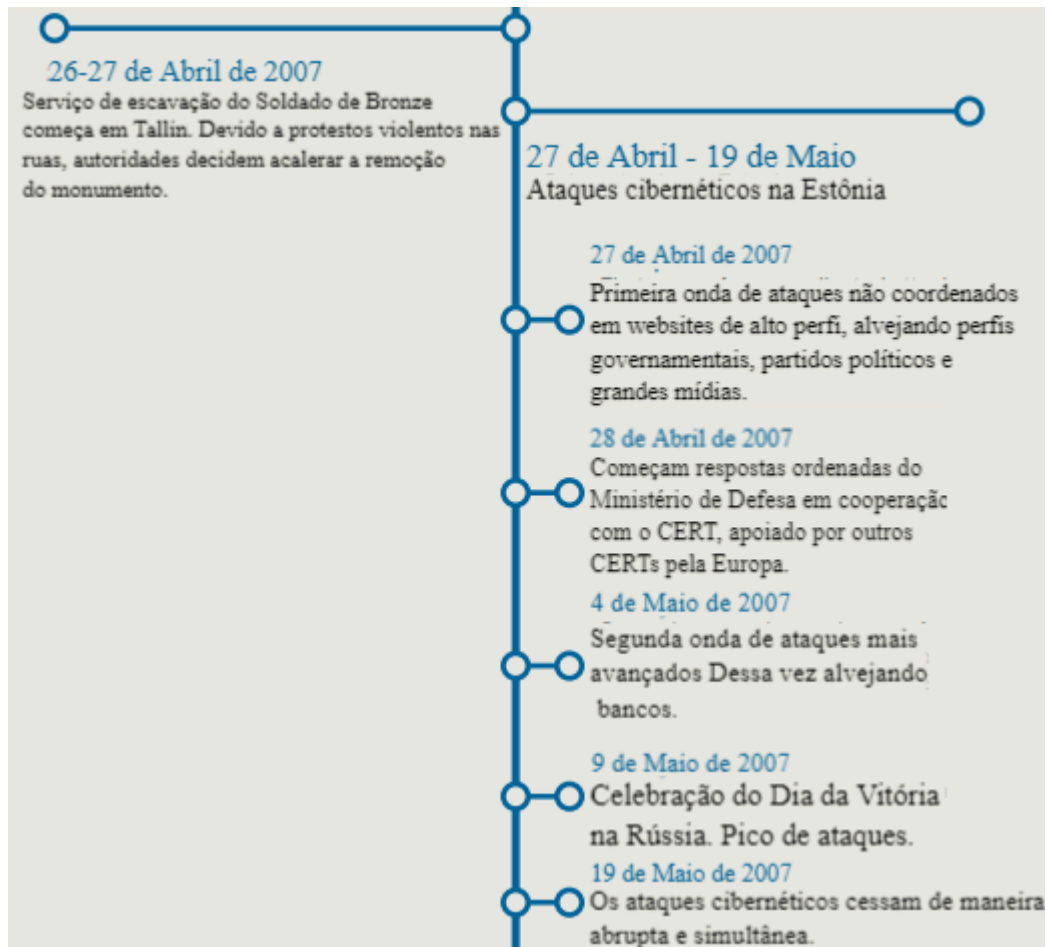 26-27 de Abril de 2007
Serviço de escavação do Soldado de Bronze
começa em Tallin. Devido a protestos violentos nas
ruas, autoridades decidem acalerar a remoção
do monumento.
27 de Abril - 19 de Maio
Ataques cibernéticos na Estônia
27 de Abril de 2007
Primeira onda de ataques não coordenados
em websites de alto perfi, alvejando perfis
governamentais, partidos políticos e
grandes mídias.
28 de Abril de 2007
Começam respostas ordenadas do
Ministério de Defesa em cooperação
com o CERT, apoiado por outros
CERTs pela Europa.
4 de Maio de 2007
Segunda onda de ataques mais
avançados Dessa vez alvejando
bancos.
9 de Maio de 2007
Celebração do Dia da Vitória
na Rússia. Pico de ataques.
19 de Maio de 2007
Os ataques cibernéticos cessam de maneira
abrupta e simultânea.